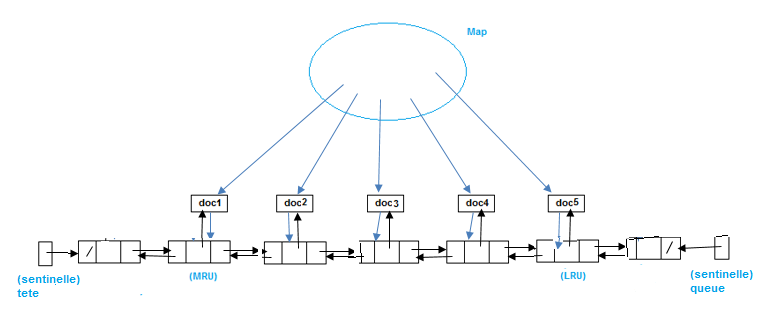 Map
doc1 doc2 doc3 doc4 doc5
(MRU) (LRU)
(sentinelle) (sentinelle)
tete queue